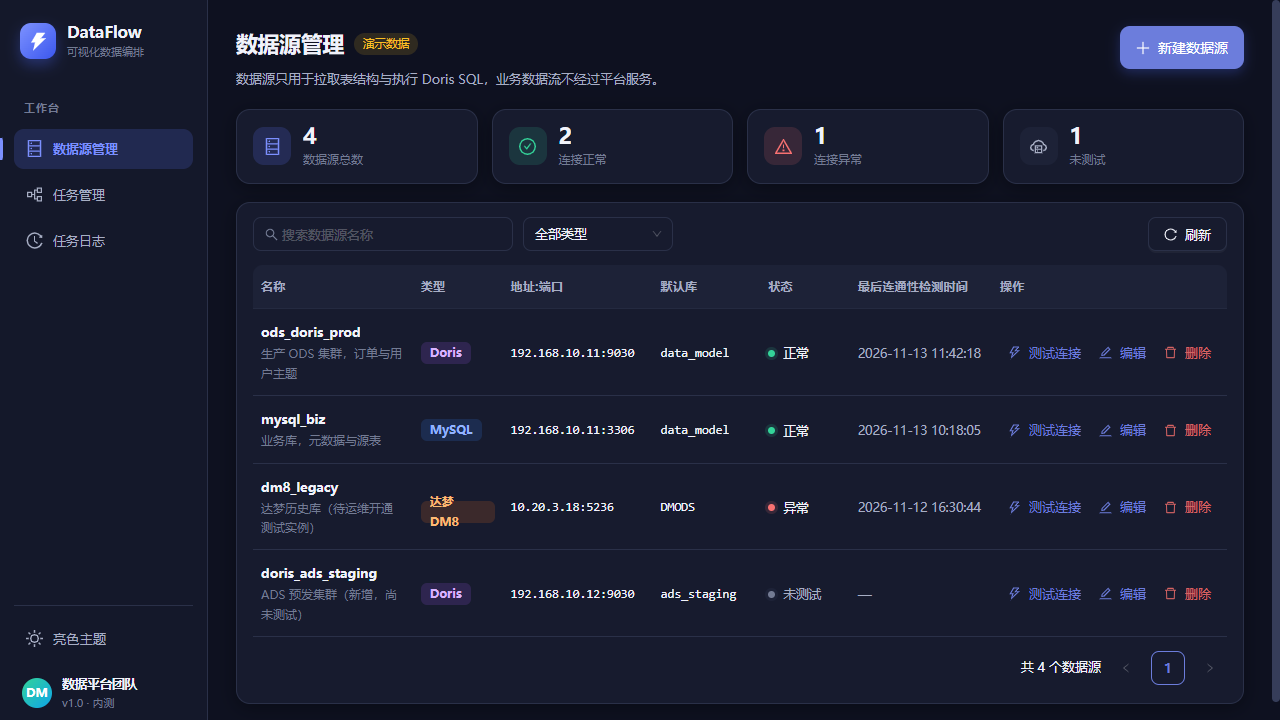 DataFlow
可视化数据编排
工作台
数据源管理
任务管理
任务日志
亮色主题
DM
数据平台团队
v1.0 · 内测
数据源管理
演示数据
数据源只用于拉取表结构与执行 Doris SQL，业务数据流不经过平台服务。
新建数据源
4
数据源总数
2
连接正常
1
连接异常
1
未测试
搜索数据源名称
全部类型
刷新
名称 类型 地址:端口 默认库 状态 最后连通性检测时间 操作
ods_doris_prod
生产 ODS 集群，订单与用
户主题
Doris 192.168.10.11:9030 data_model 正常 2026-11-13 11:42:18 测试连接 编辑 删除
mysql_biz
业务库，元数据与源表
MySQL 192.168.10.11:3306 data_model 正常 2026-11-13 10:18:05 测试连接 编辑 删除
dm8_legacy
达梦历史库（待运维开通
测试实例）
达梦
DM8
10.20.3.18:5236 DMODS 异常 2026-11-12 16:30:44 测试连接 编辑 删除
doris_ads_staging
ADS 预发集群（新增，尚
未测试）
Doris 192.168.10.12:9030 ads_staging 未测试 — 测试连接 编辑 删除
共 4 个数据源
1